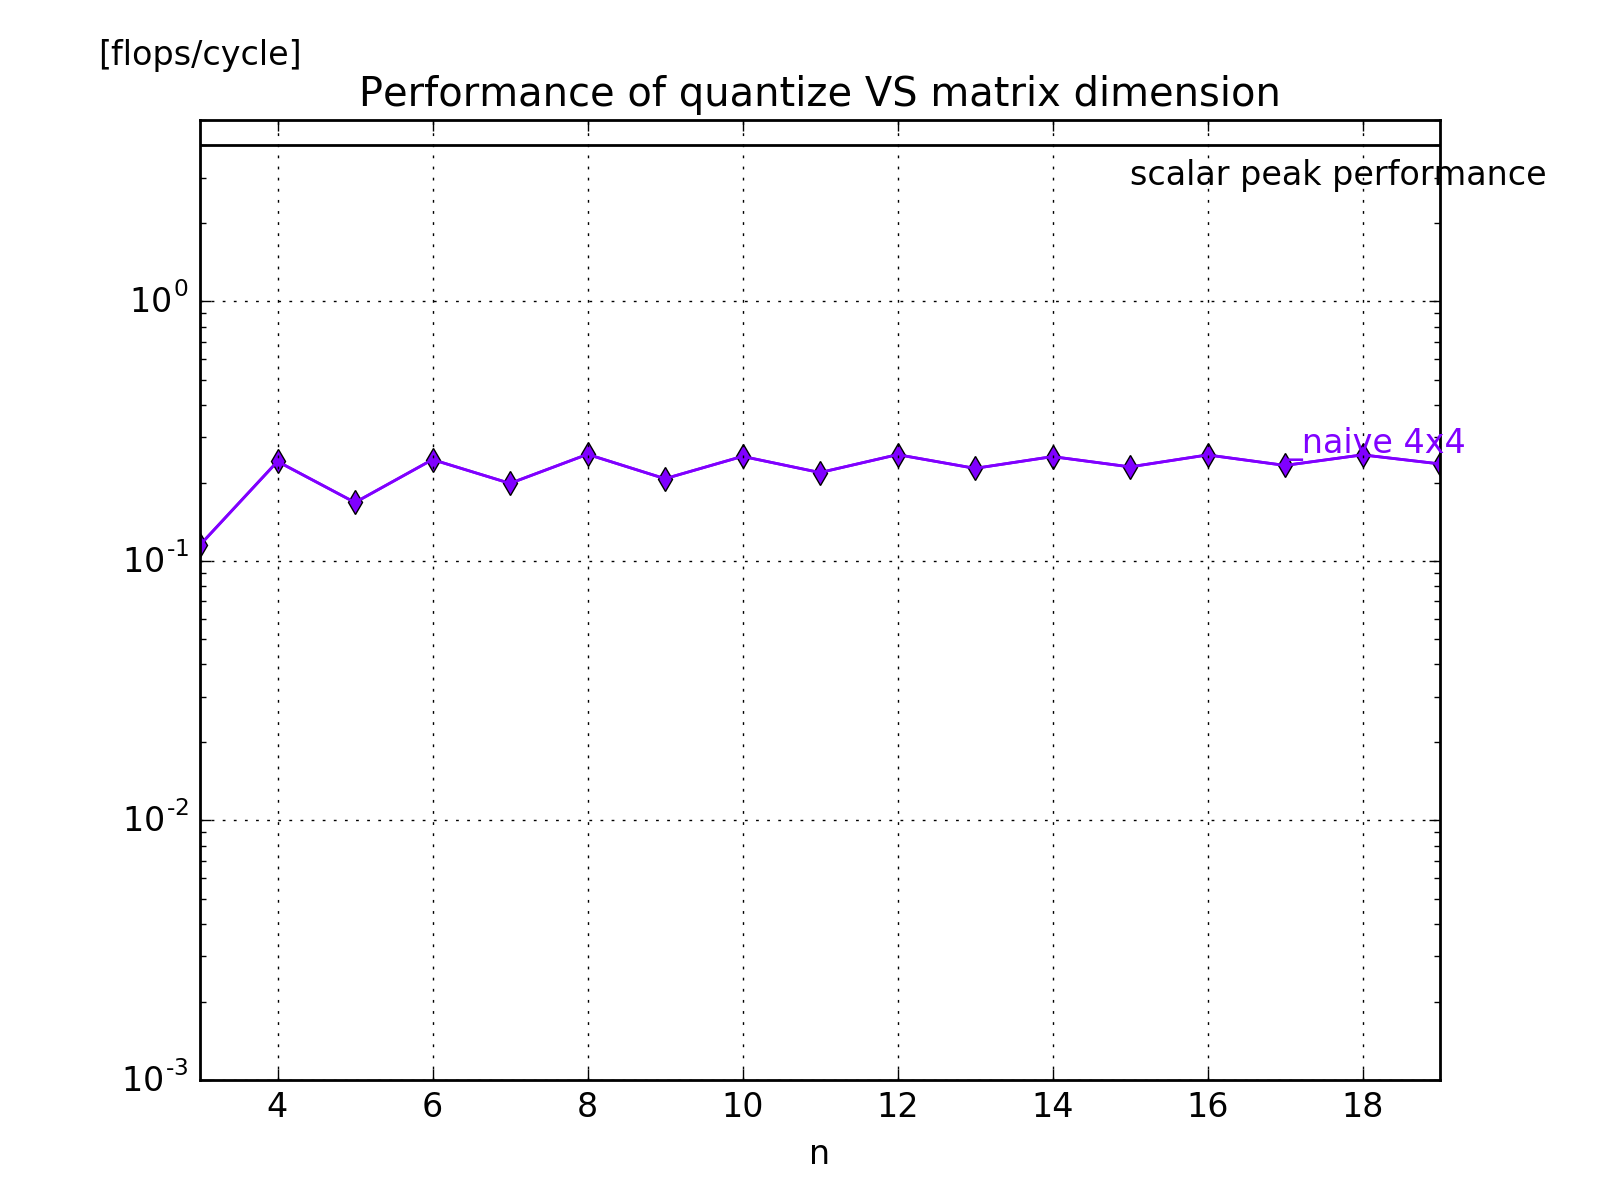 [flops/cycle]
Performance of quantize VS matrix dimension
scalar peak performance
10^0
_naive 4x4
10^-1
10^-2
10^-3
4 6 8 10 12 14 16 18
n